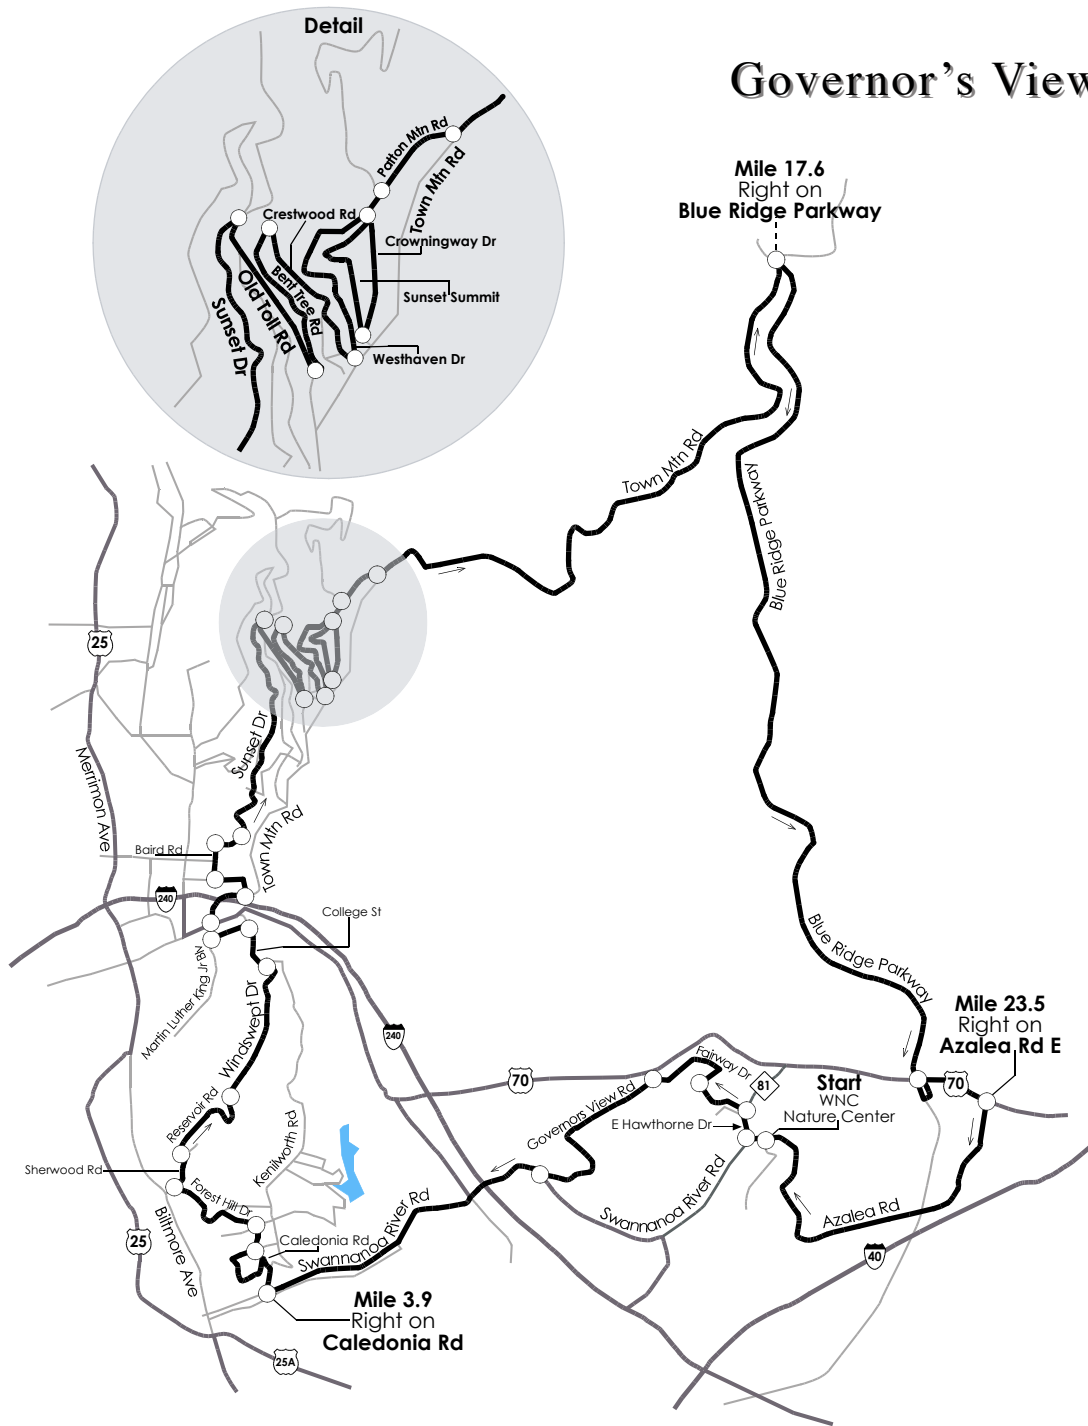 Detail
Governor's View
Patton Mtn Rd
Town Mtn Rd
Crestwood Rd
Crowningway Dr
Bent Tree Rd
Old Toll Rd
Sunset Dr
Sunset Summit
Westhaven Dr
Mile 17.6
Right on
Blue Ridge Parkway
Town Mtn Rd
Blue Ridge Parkway
25
Merrimon Ave
Sunset Dr
Baird Rd
Town Mtn Rd
240
College St
Martin Luther King Jr Blv
Windswept Dr
Blue Ridge Parkway
240
Mile 23.5
Right on
Azalea Rd E
70
70
Fairway Dr
81
Start
WNC
Nature Center
Governors View Rd
E Hawthorne Dr
Reservoir Rd
Kenilworth Rd
Sherwood Rd
Forest Hill Dr
Swannanoa River Rd
Swannanoa River Rd
Azalea Rd
Biltmore Ave
25
Caledonia Rd
40
Mile 3.9
Right on
Caledonia Rd
25A